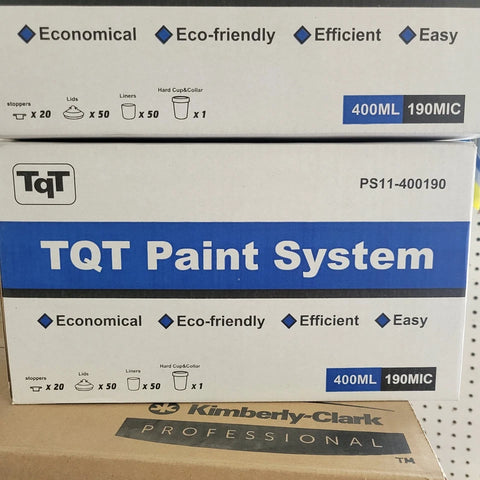 Economical Eco-friendly Efficient Easy
stoppers x 20 Lids x 50 Liners x 50 Hard Cup&Collar x 1
400ML 190MIC
TqT
PS11-400190
TQT Paint System
Economical Eco-friendly Efficient Easy
stoppers x 20 Lids x 50 Liners x 50 Hard Cup&Collar x 1
400ML 190MIC
Kimberly-Clark
PROFESSIONAL
TM